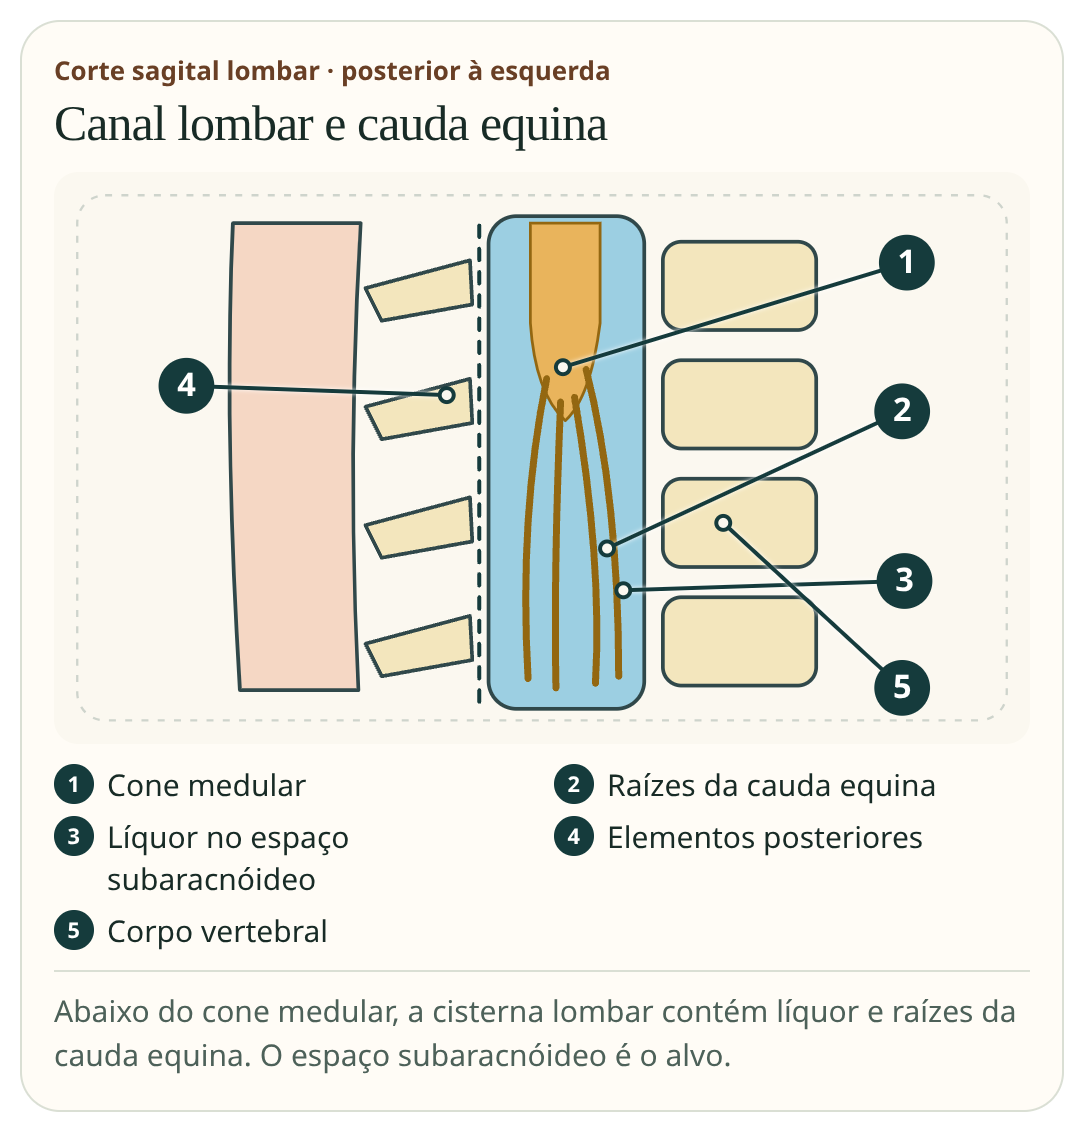 Corte sagital lombar · posterior à esquerda
Canal lombar e cauda equina
1
2
3
4
5
1 Cone medular
2 Raízes da cauda equina
3 Líquor no espaço
subaracnóideo
4 Elementos posteriores
5 Corpo vertebral
Abaixo do cone medular, a cisterna lombar contém líquor e raízes da
cauda equina. O espaço subaracnóideo é o alvo.